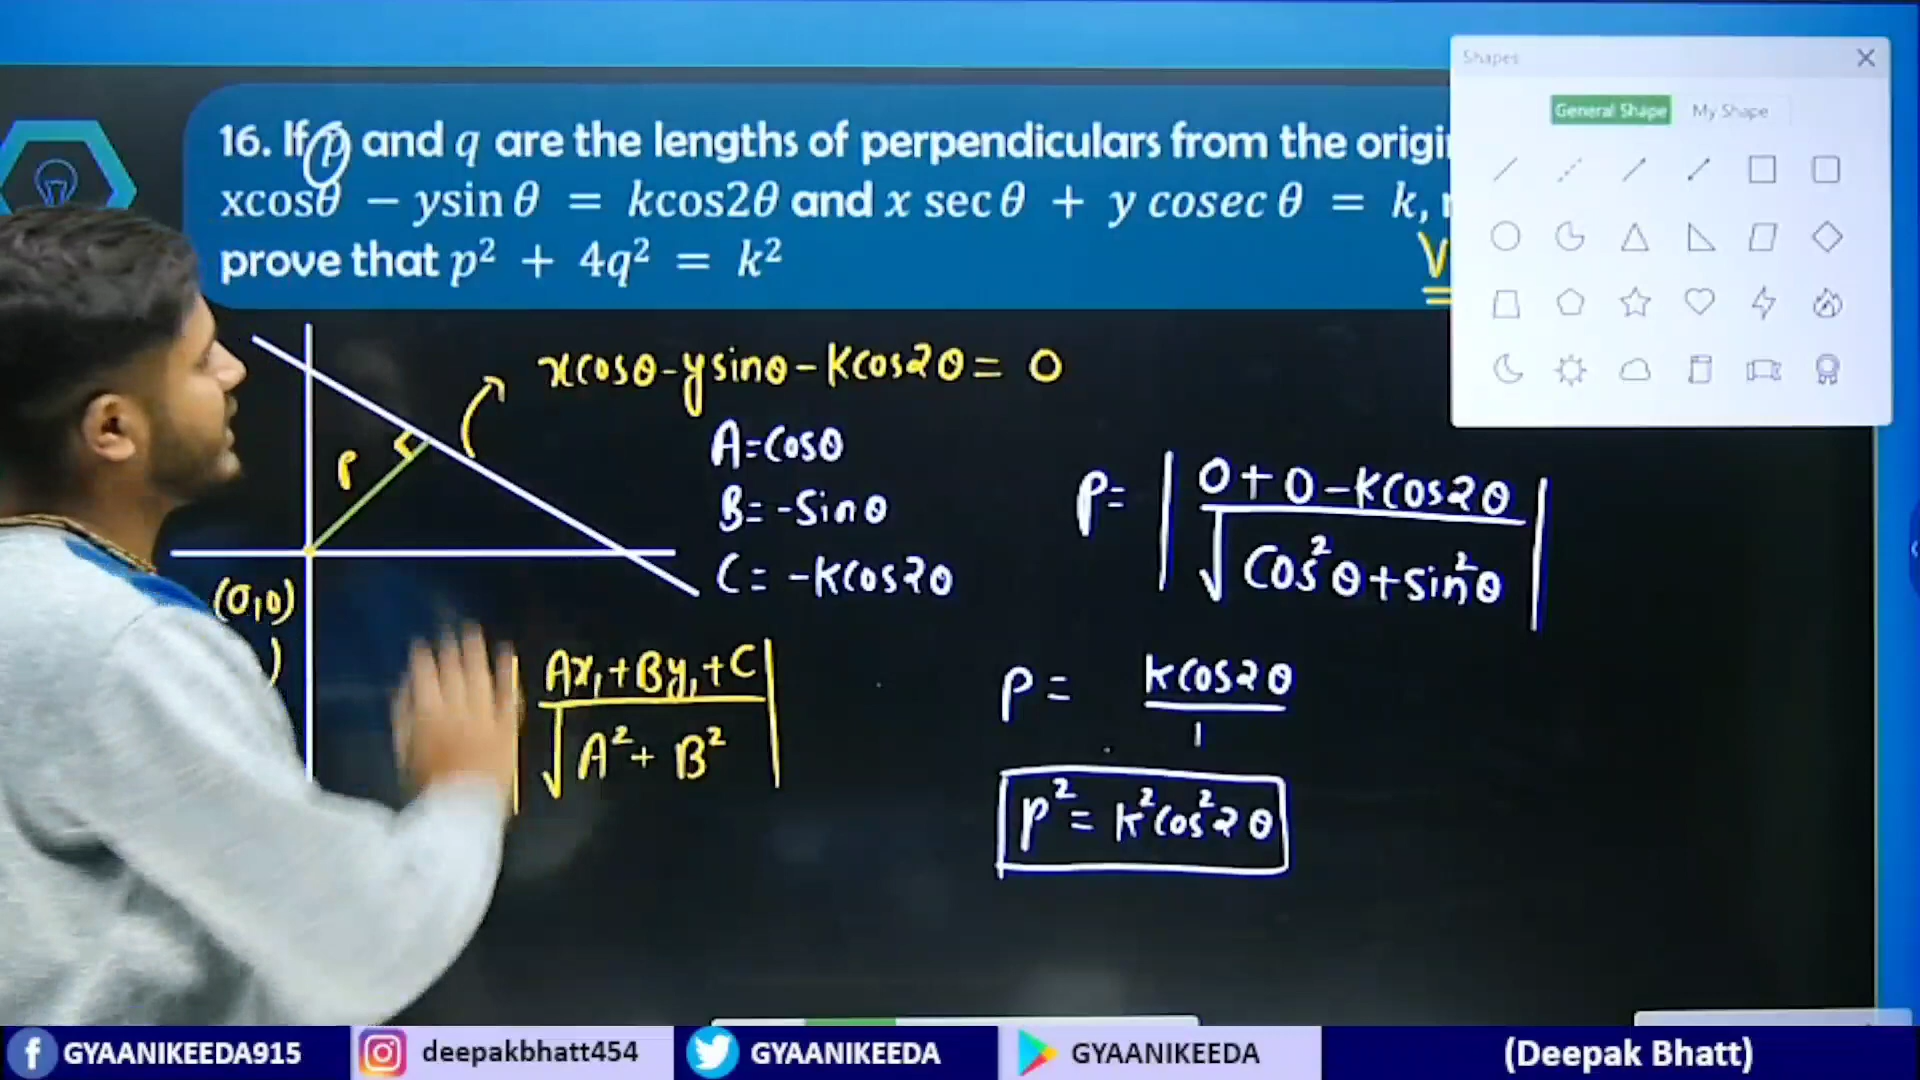 16. If p and q are the lengths of perpendiculars from the origi
xcosθ − ysin θ = kcos2θ and x sec θ + y cosec θ = k,
prove that p² + 4q² = k²
V
Shapes
General Shape My Shape
xcosθ-ysinθ-Kcos2θ= 0
A=Cosθ
B= -Sinθ
C= -Kcos2θ
P
(0,0)
)
|Ax₁+By₁+C|
√A²+ B²
P= |0+0-Kcos2θ|
√Cos²θ+sin²θ
P= Kcos2θ
1
P²= K²cos²2θ
GYAANIKEEDA915
deepakbhatt454
GYAANIKEEDA
GYAANIKEEDA
(Deepak Bhatt)